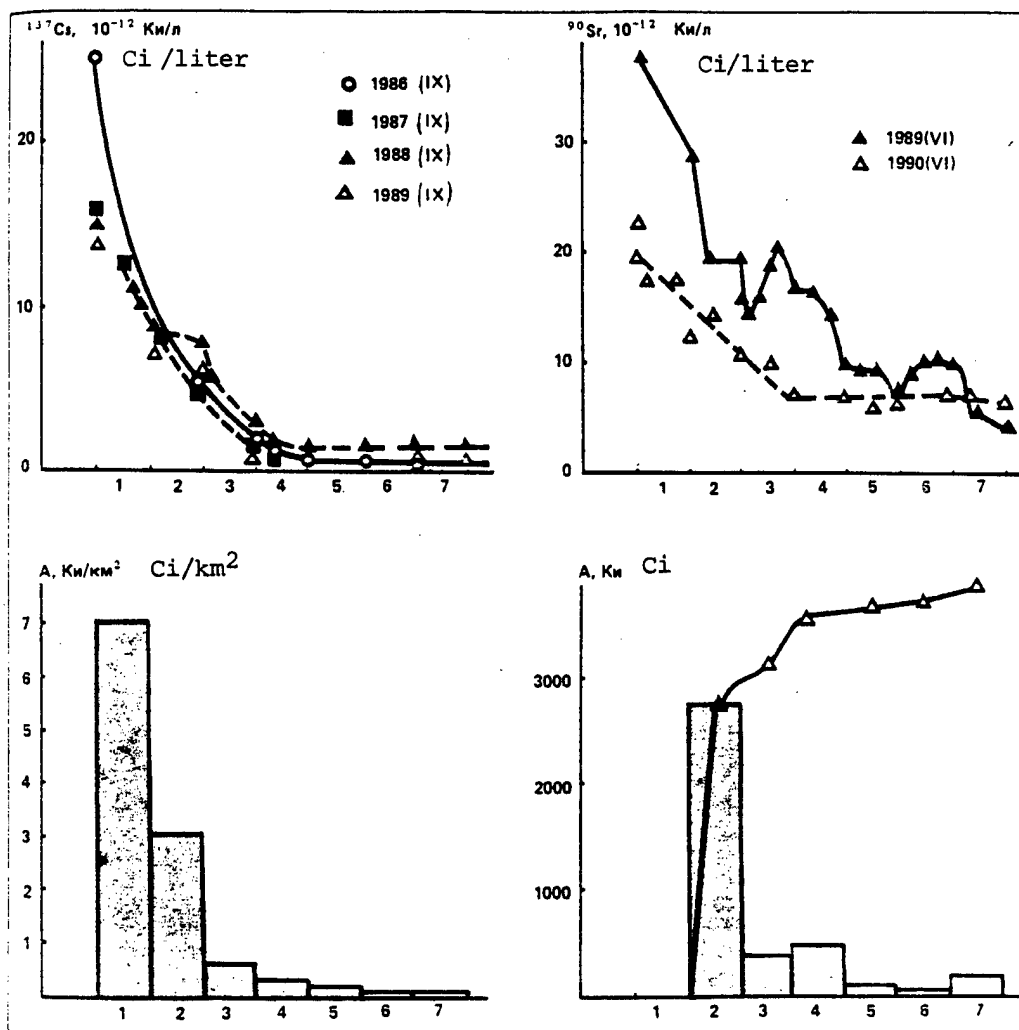 ¹³⁷Cs, 10⁻¹² Ки/л
Ci/liter
20
10
0
1986 (IX)
1987 (IX)
1988 (IX)
1989 (IX)
1 2 3 4 5 6 7
⁹⁰Sr, 10⁻¹² Ки/л
Ci/liter
30
20
10
0
1989(VI)
1990(VI)
1 2 3 4 5 6 7
A, Ки/км² Ci/km²
7
6
5
3
2
1
1 2 3 4 5 6 7
A, Ки Ci
3000
2000
1000
1 2 3 4 5 6 7